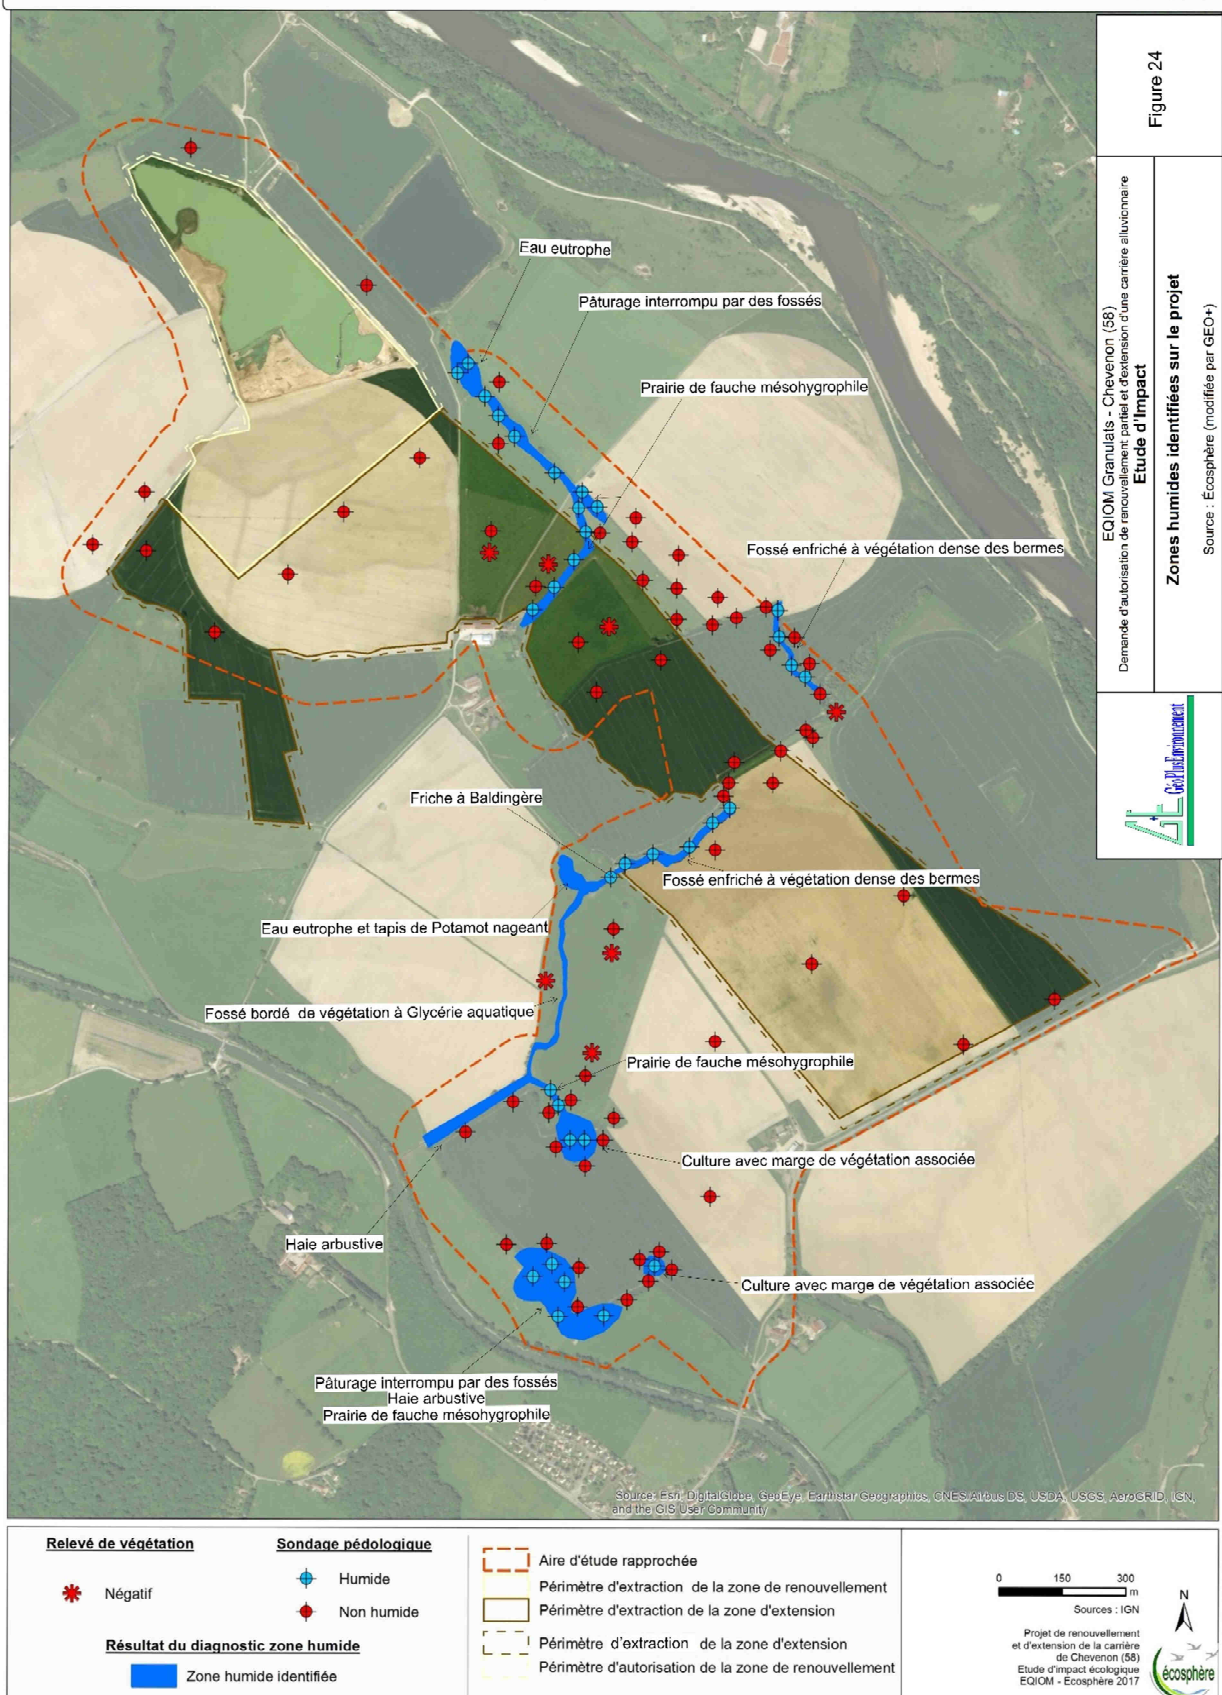 Eau eutrophe
Pâturage interrompu par des fossés
Prairie de fauche mésohygrophile
Fossé enfriché à végétation dense des bermes
Friche à Baldingère
Fossé enfriché à végétation dense des bermes
Eau eutrophe et tapis de Potamot nageant
Fossé bordé de végétation à Glycérie aquatique
Prairie de fauche mésohygrophile
Culture avec marge de végétation associée
Haie arbustive
Culture avec marge de végétation associée
Pâturage interrompu par des fossés
Haie arbustive
Prairie de fauche mésohygrophile
Source: Esri, DigitalGlobe, GeoEye, Earthstar Geographics, CNES/Airbus DS, USDA, USGS, AeroGRID, IGN,
and the GIS User Community
Figure 24
EQIOM Granulats - Chevenon (58)
Demande d'autorisation de renouvellement partiel et d'extension d'une carrière alluvionnaire
Etude d'Impact
Zones humides identifiées sur le projet
Source : Écosphère (modifiée par GEO+)
GéoPlusEnvironnement
Relevé de végétation
Négatif
Sondage pédologique
Humide
Non humide
Résultat du diagnostic zone humide
Zone humide identifiée
Aire d'étude rapprochée
Périmètre d'extraction de la zone de renouvellement
Périmètre d'extraction de la zone d'extension
Périmètre d'extraction de la zone d'extension
Périmètre d'autorisation de la zone de renouvellement
0 150 300
m
Sources : IGN
N
Projet de renouvellement
et d'extension de la carrière
de Chevenon (58)
Etude d'impact écologique
EQIOM - Ecosphère 2017
écosphère